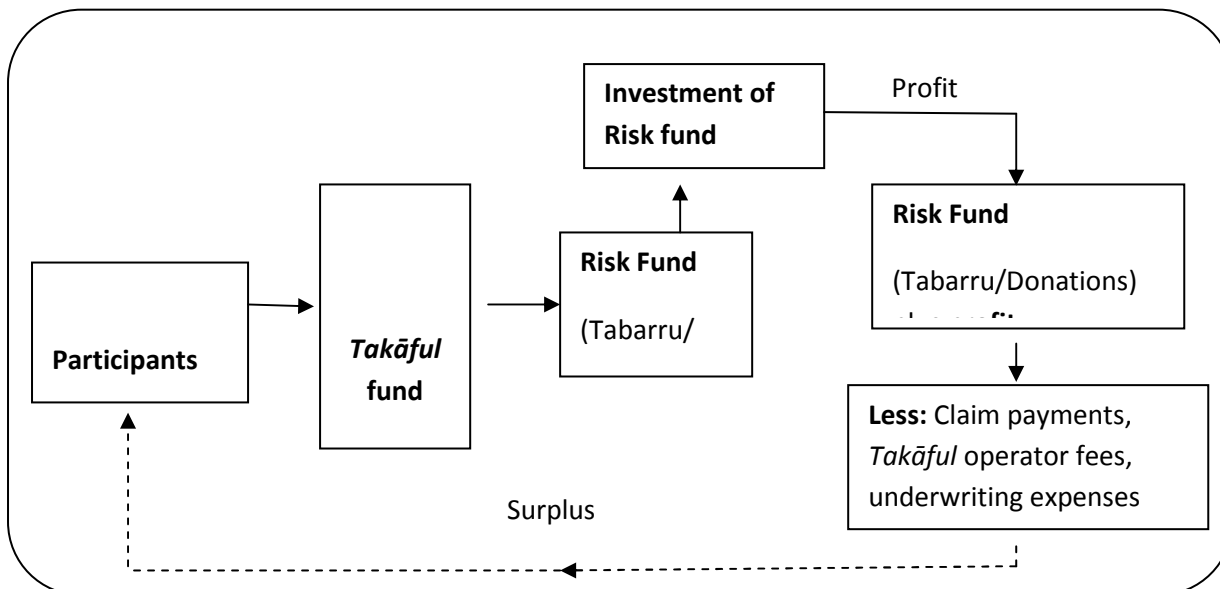 Participants
Takāful
fund
Risk Fund
(Tabarru/
Investment of
Risk fund
Profit
Risk Fund
(Tabarru/Donations)
Less: Claim payments,
Takāful operator fees,
underwriting expenses
Surplus